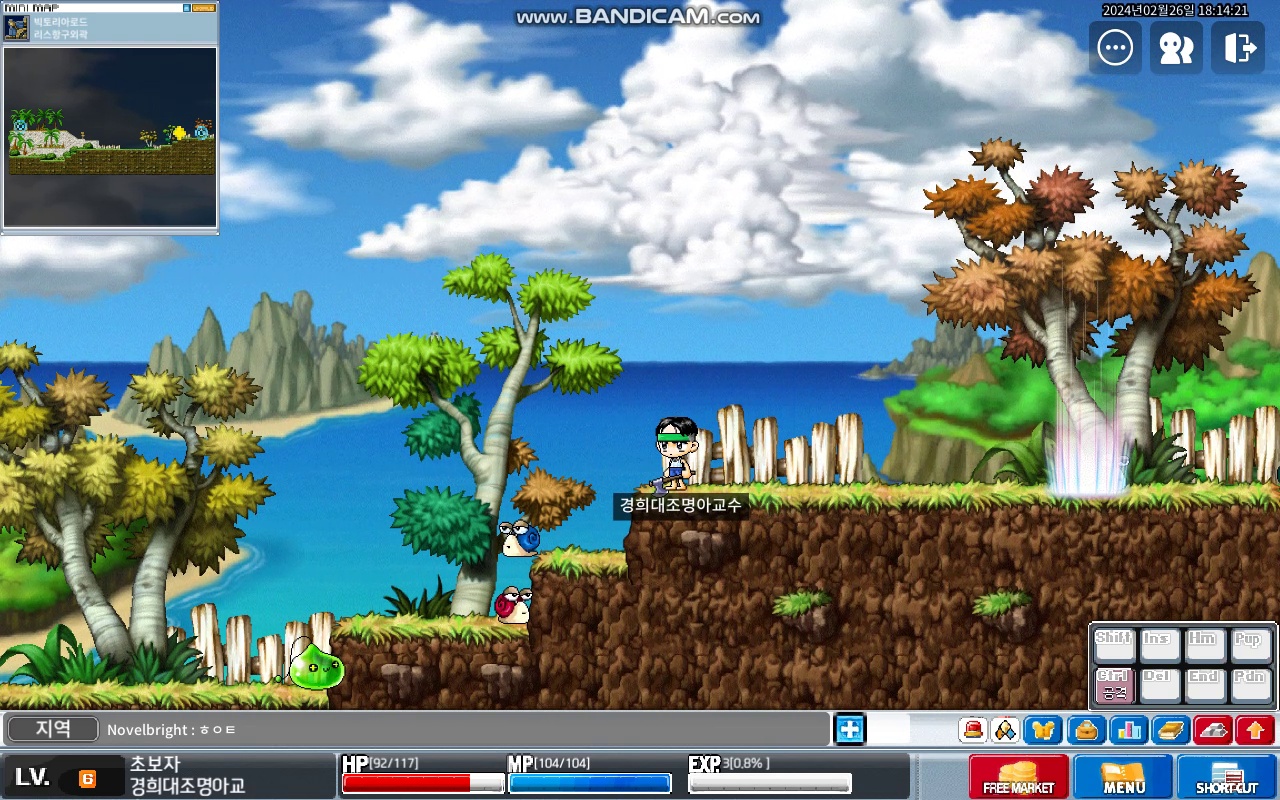 MINI MAP
빅토리아로드
리스항구외곽
WWW.BANDICAM.COM
2024년02월26일 18:14:21
경희대조명아교수
Shift Ins Hm Pup
Ctrl Del End Pdn
공격
지역 Novelbright : ㅎㅇㅌ
LV. 6 초보자
경희대조명아교
HP[92/117] MP[104/104] EXP. 3[0.8% ]
FREE MARKET MENU SHORTCUT